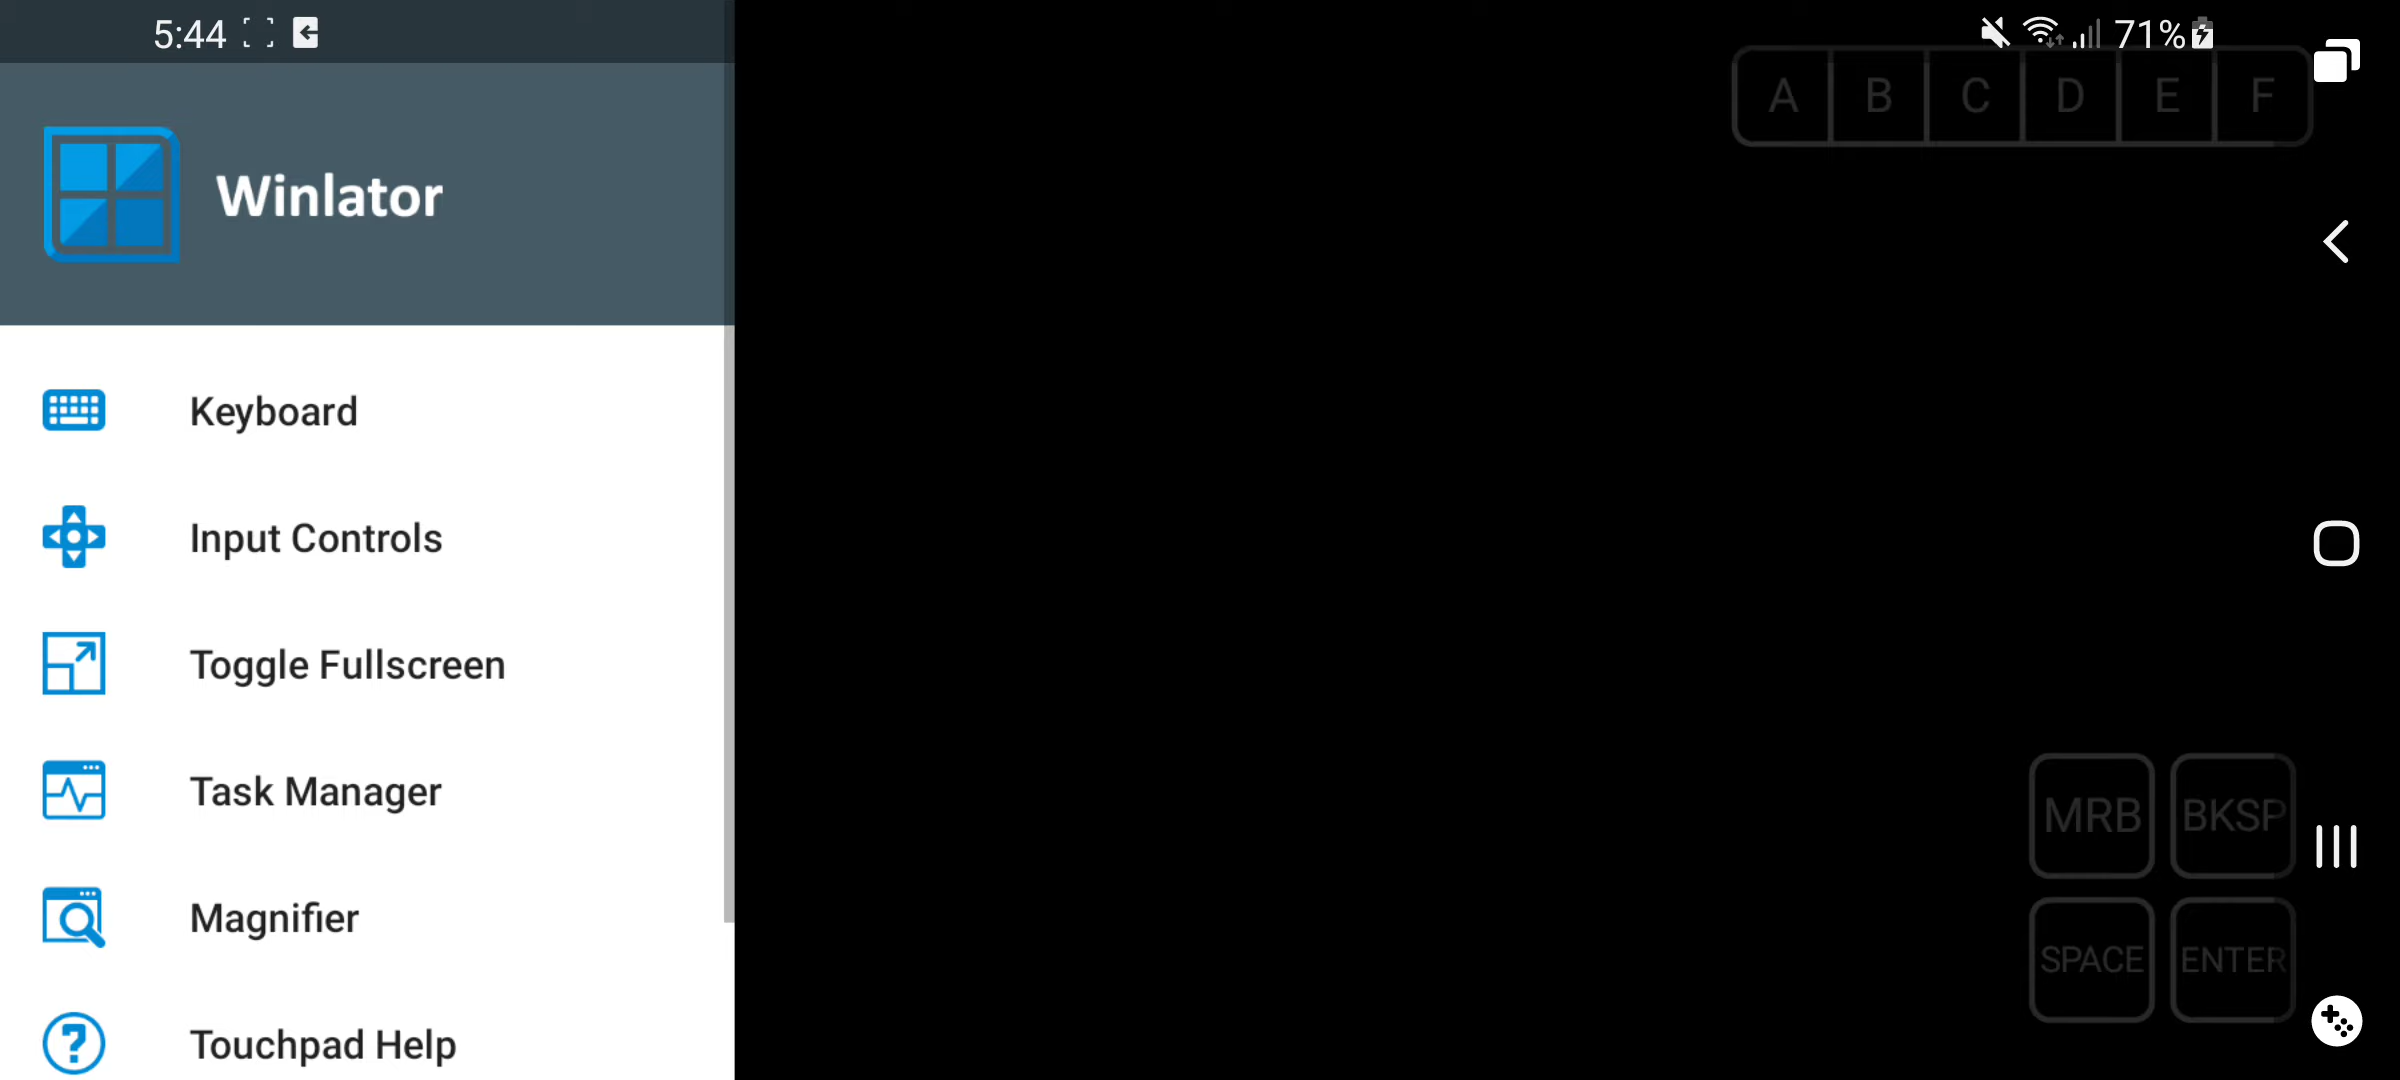 5:44
71%
A B C D E F
Winlator
Keyboard
Input Controls
Toggle Fullscreen
Task Manager
Magnifier
Touchpad Help
MRB BKSP
SPACE ENTER